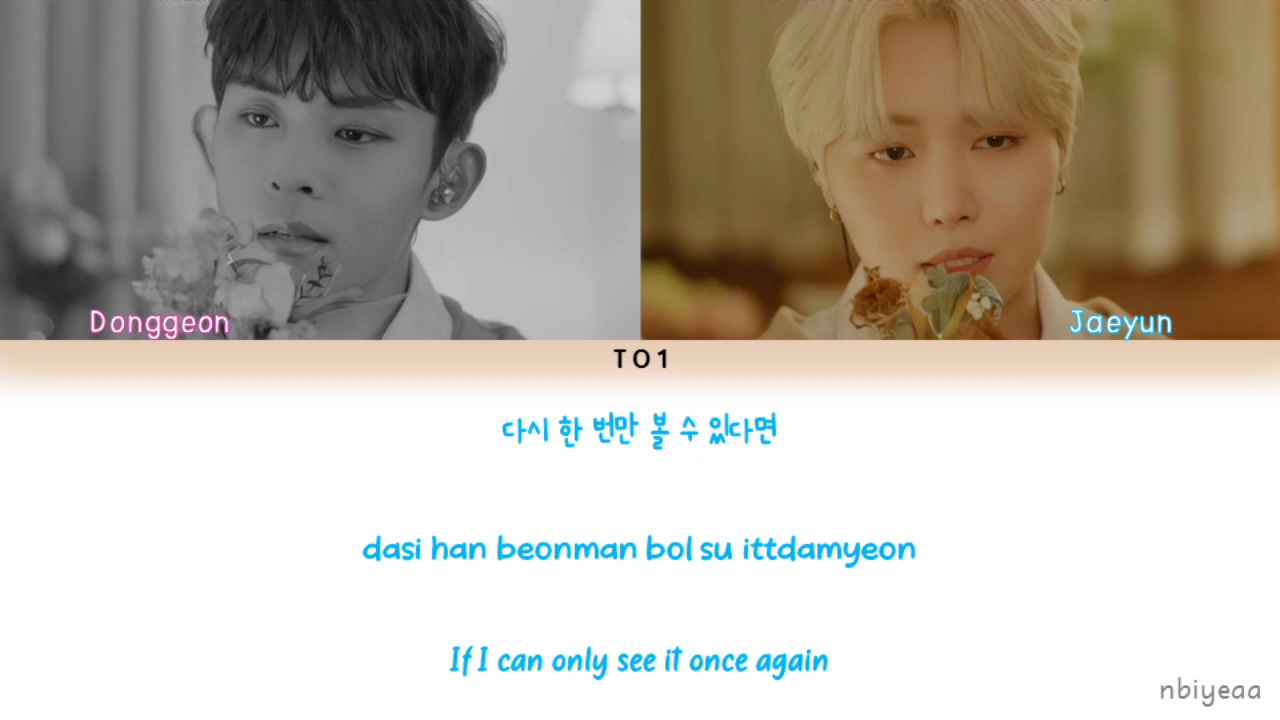 Donggeon
Jaeyun
TO1
다시 한 번만 볼 수 있다면
dasi han beonman bol su ittdamyeon
If I can only see it once again
nbiyeaa